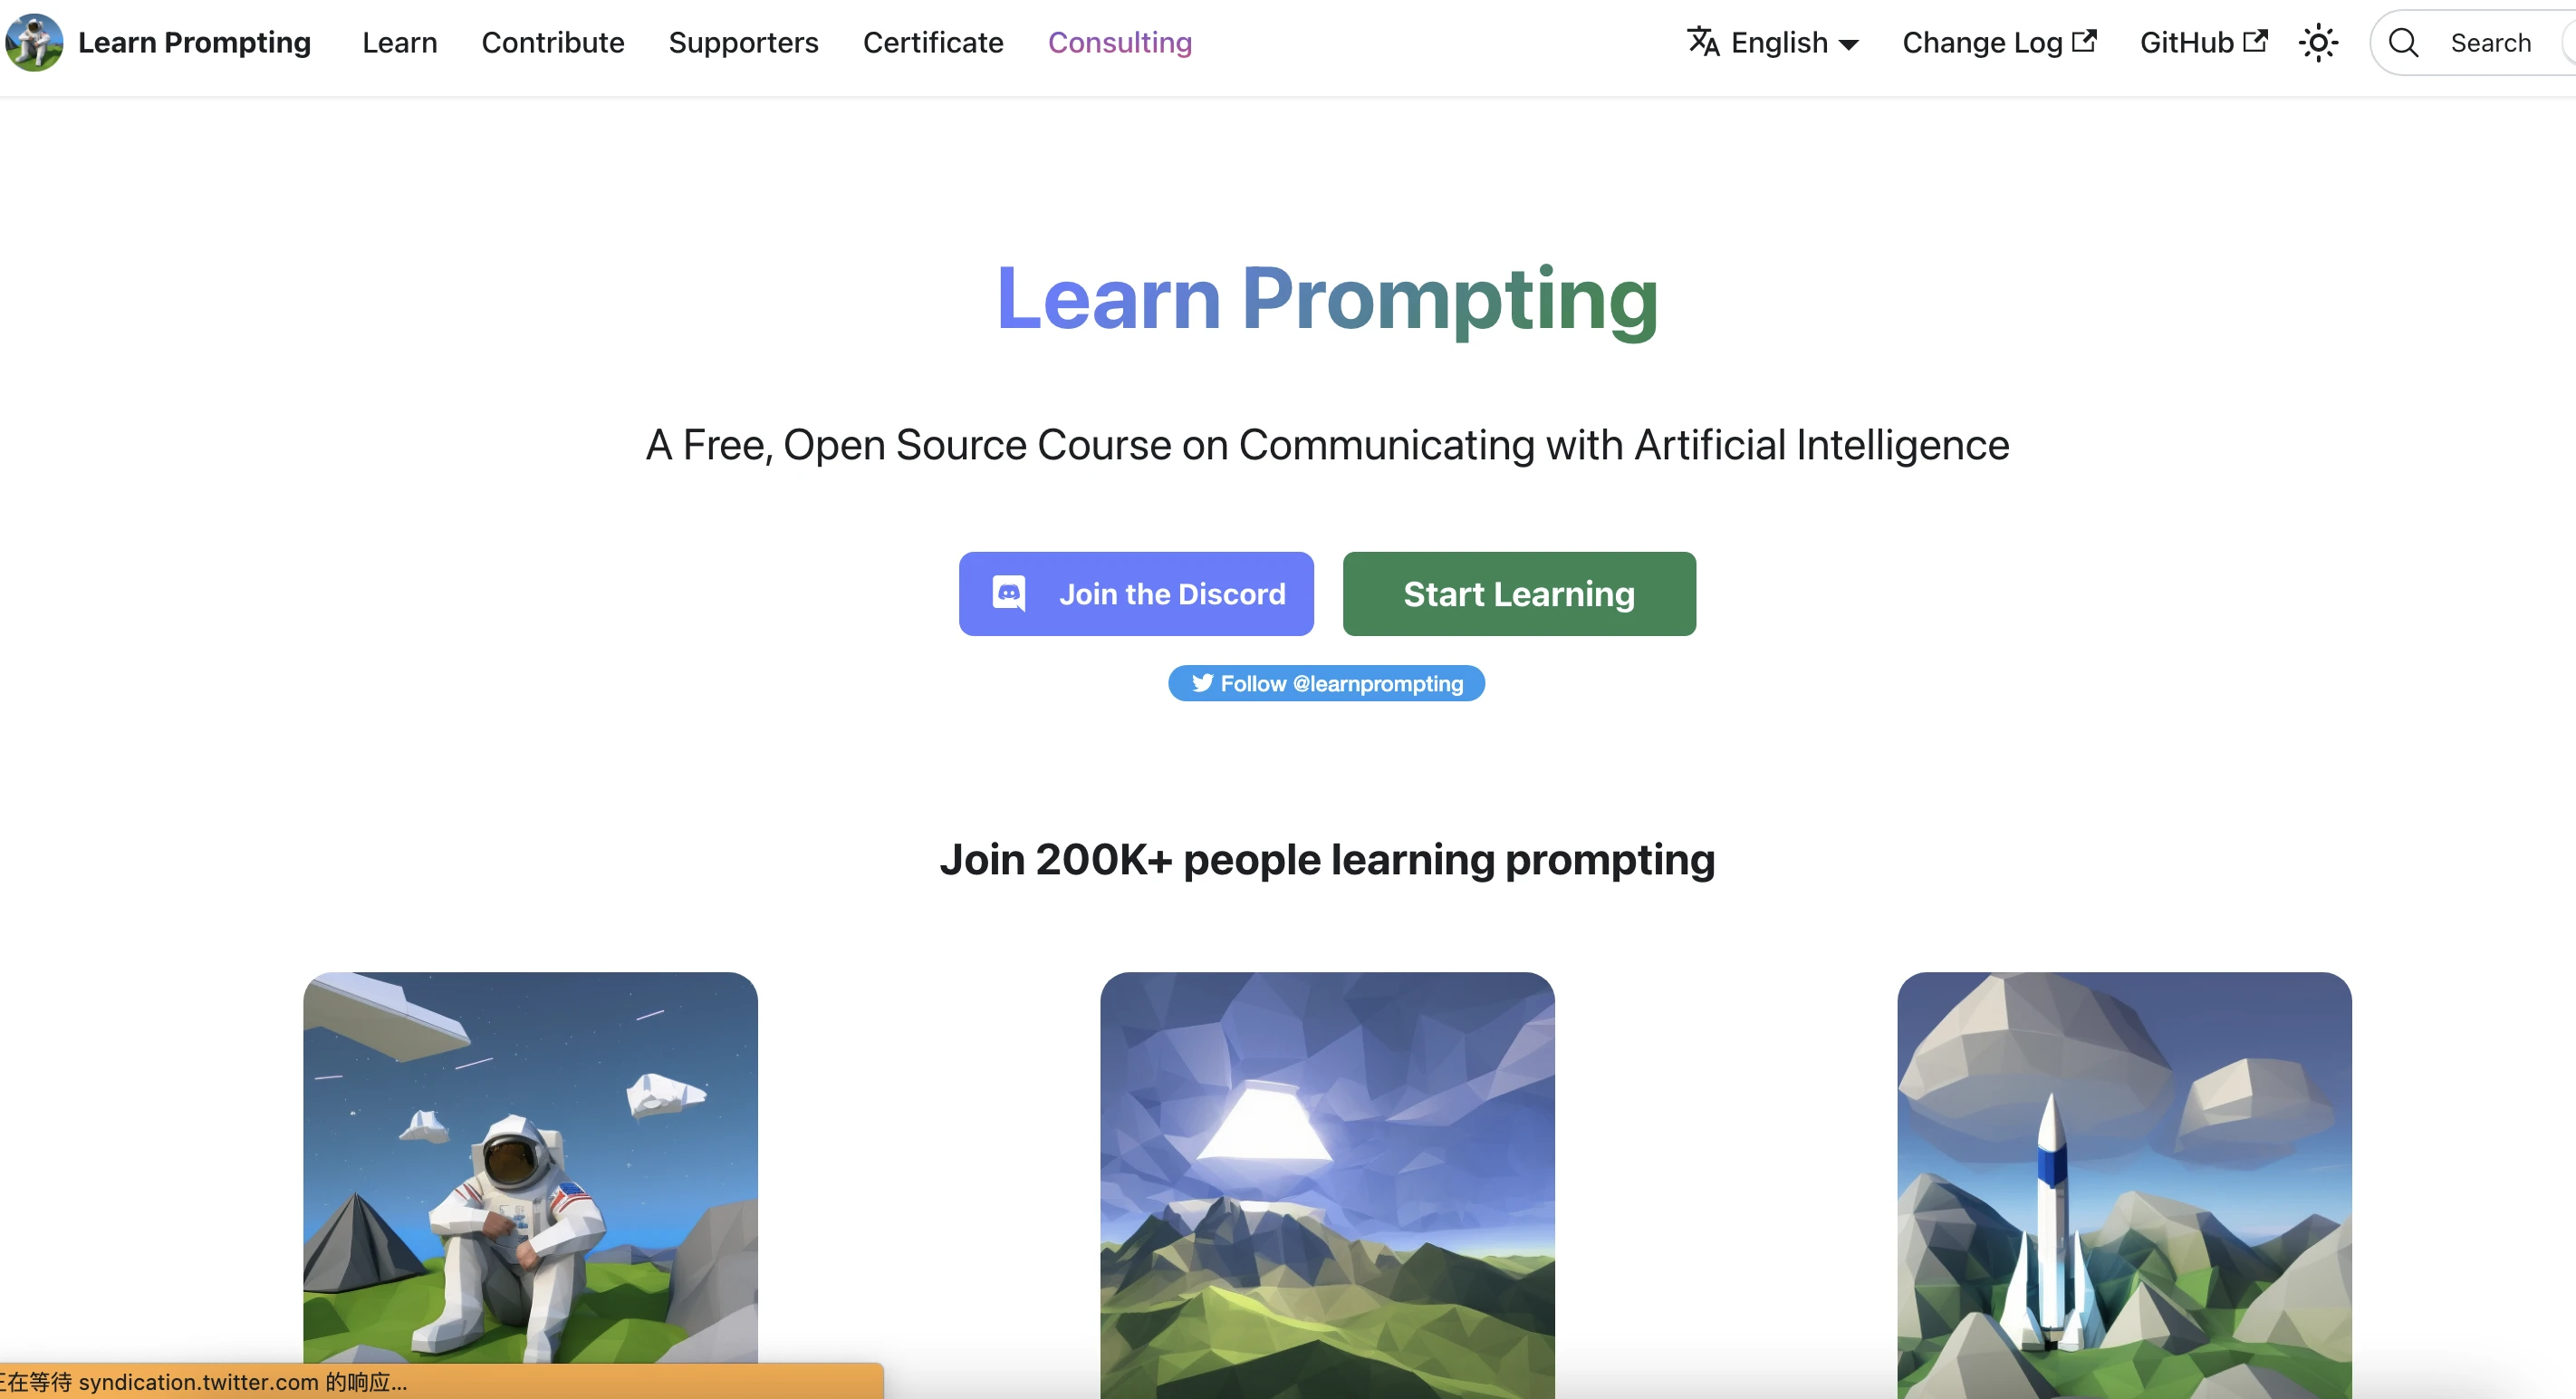 Learn Prompting Learn Contribute Supporters Certificate Consulting English Change Log GitHub Search
Learn Prompting
A Free, Open Source Course on Communicating with Artificial Intelligence
Join the Discord Start Learning
Follow @learnprompting
Join 200K+ people learning prompting
正在等待 syndication.twitter.com 的响应...